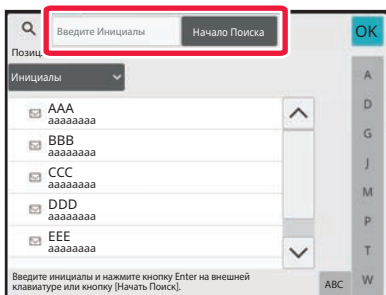 Введите Инициалы
Начало Поиска
OK
Позиц
Инициалы
A
D
G
J
M
P
T
W
AAA
aaaaaaaa
BBB
aaaaaaaa
CCC
aaaaaaaa
DDD
aaaaaaaa
EEE
aaaaaaaa
Введите инициалы и нажмите кнопку Enter на внешней
клавиатуре или кнопку [Начать Поиск].
ABC